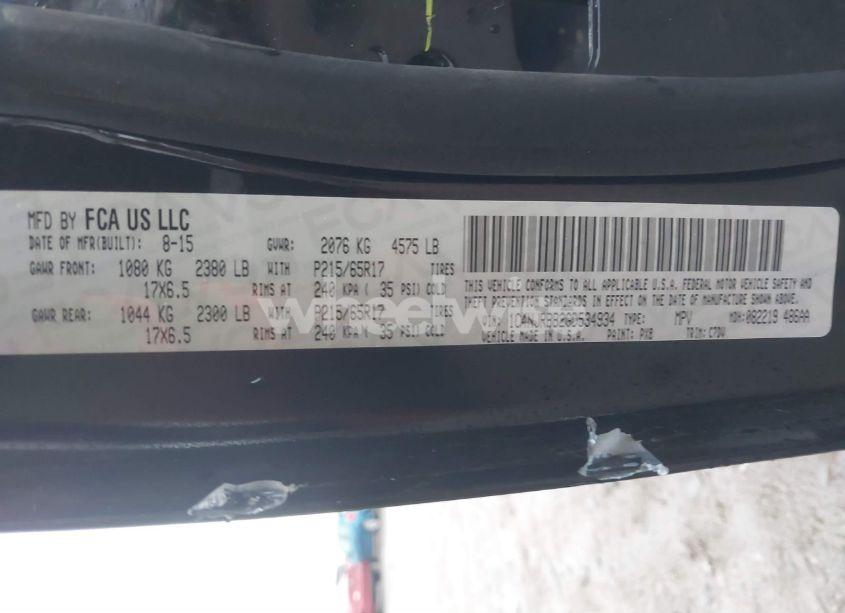 MFD BY FCA US LLC
DATE OF MFR(BUILT): 8-15 GVWR: 2076 KG 4575 LB
GAWR FRONT: 1080 KG 2380 LB WITH P215/65R17 TIRES
17X6.5 RIMS AT 240 KPA ( 35 PSI) COLD
GAWR REAR: 1044 KG 2300 LB WITH P215/65R17 TIRES
17X6.5 RIMS AT 240 KPA ( 35 PSI) COLD
THIS VEHICLE CONFORMS TO ALL APPLICABLE U.S.A. FEDERAL MOTOR VEHICLE SAFETY AND
THEFT PREVENTION STANDARDS IN EFFECT ON THE DATE OF MANUFACTURE SHOWN ABOVE.
TYPE: MPV MDH: 082219 486AA
VEHICLE MADE IN U.S.A. PAINT: PXB TRIM: C7DV